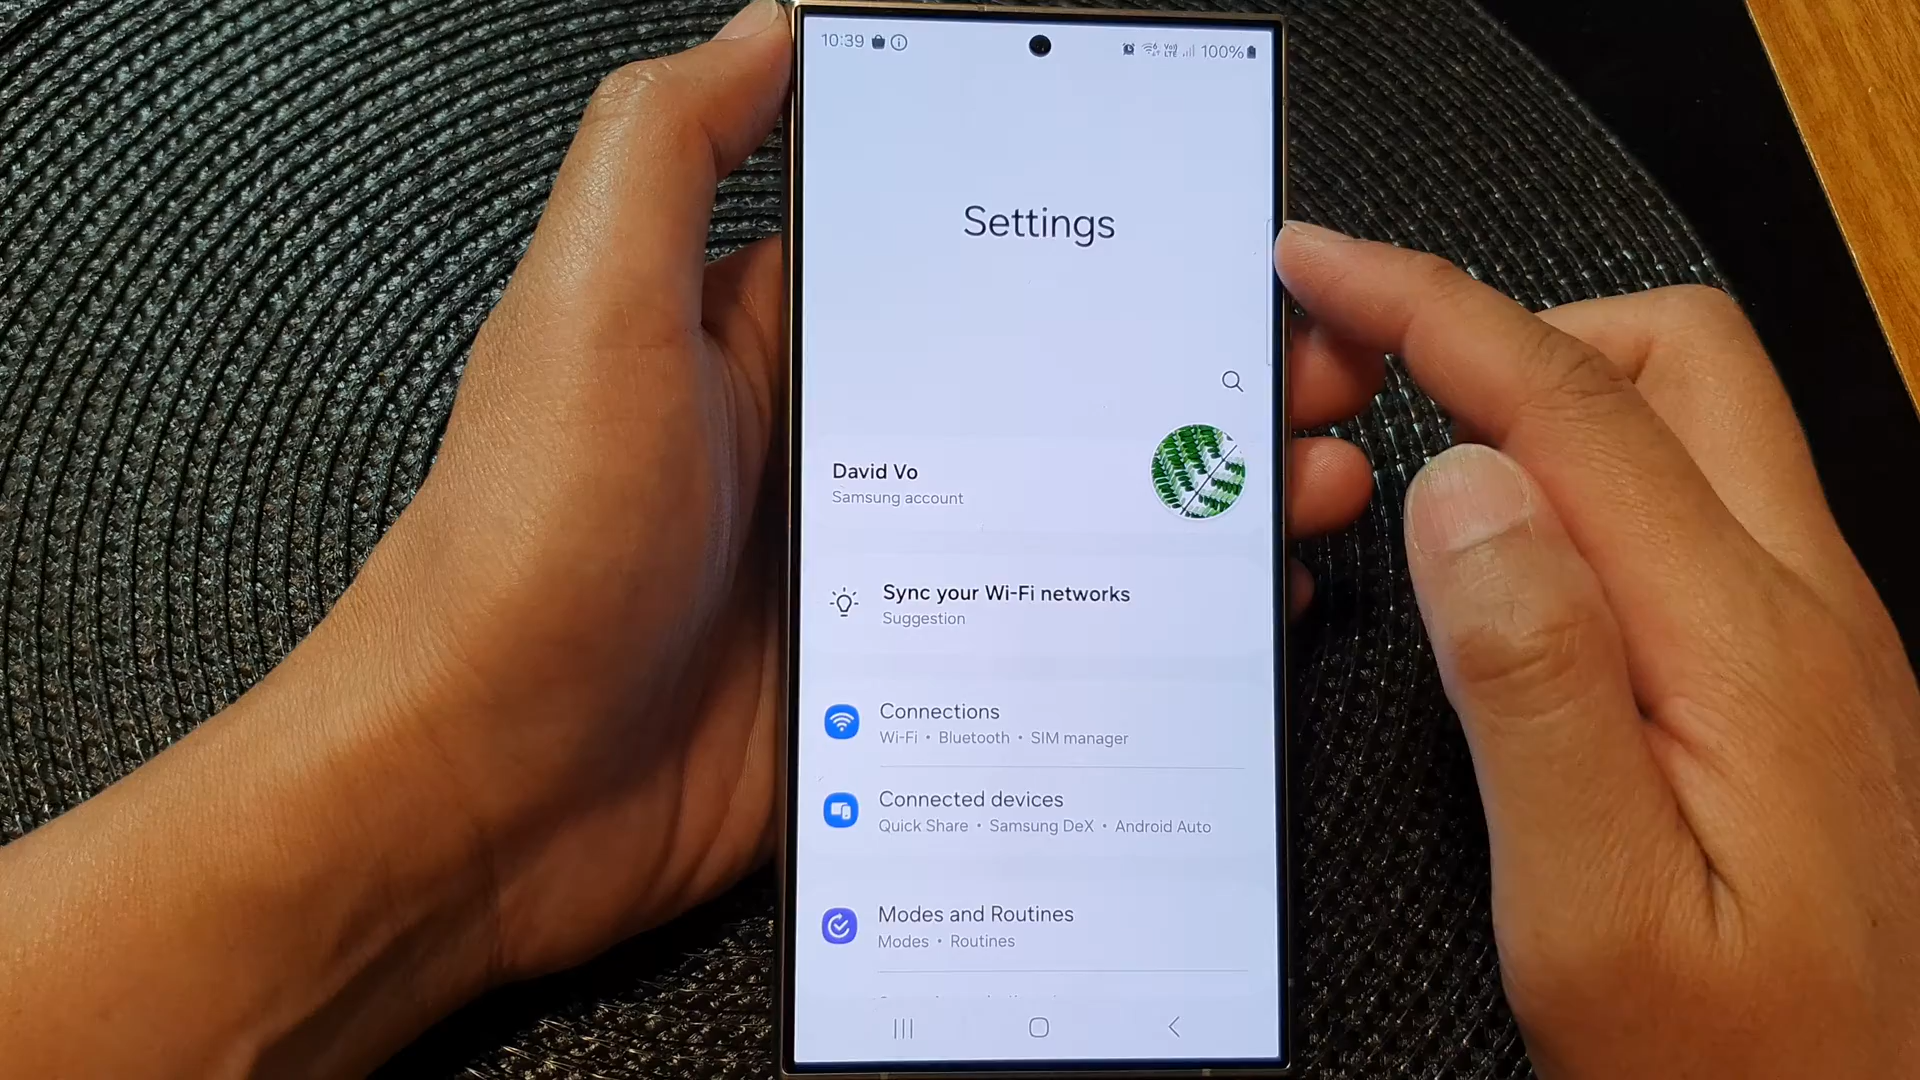 10:39
100%
Settings
David Vo
Samsung account
Sync your Wi-Fi networks
Suggestion
Connections
Wi-Fi • Bluetooth • SIM manager
Connected devices
Quick Share • Samsung DeX • Android Auto
Modes and Routines
Modes • Routines